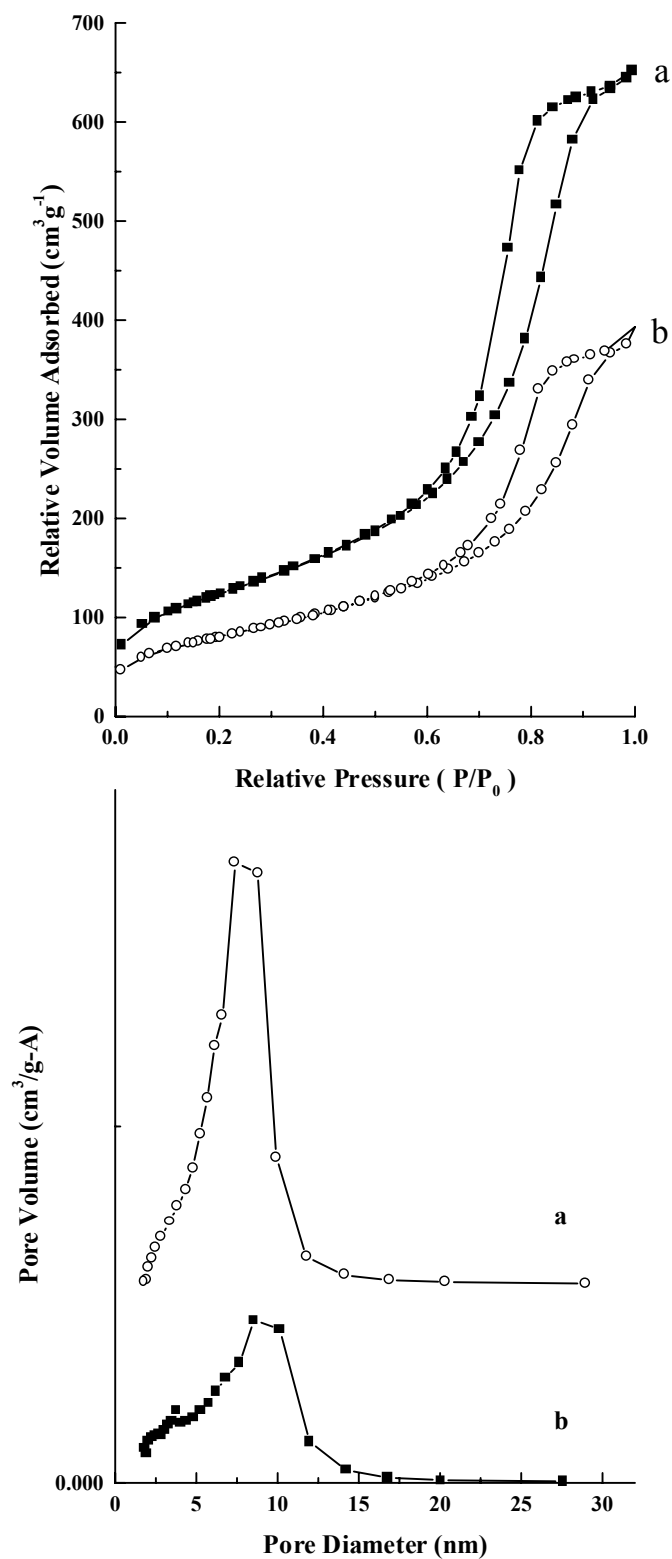 700
600
500
400
300
200
100
0
Relative Volume Adsorbed (cm³g⁻¹)
a
b
0.0 0.2 0.4 0.6 0.8 1.0
Relative Pressure ( P/P₀ )
Pore Volume (cm³/g-A)
a
b
0.000
0 5 10 15 20 25 30
Pore Diameter (nm)